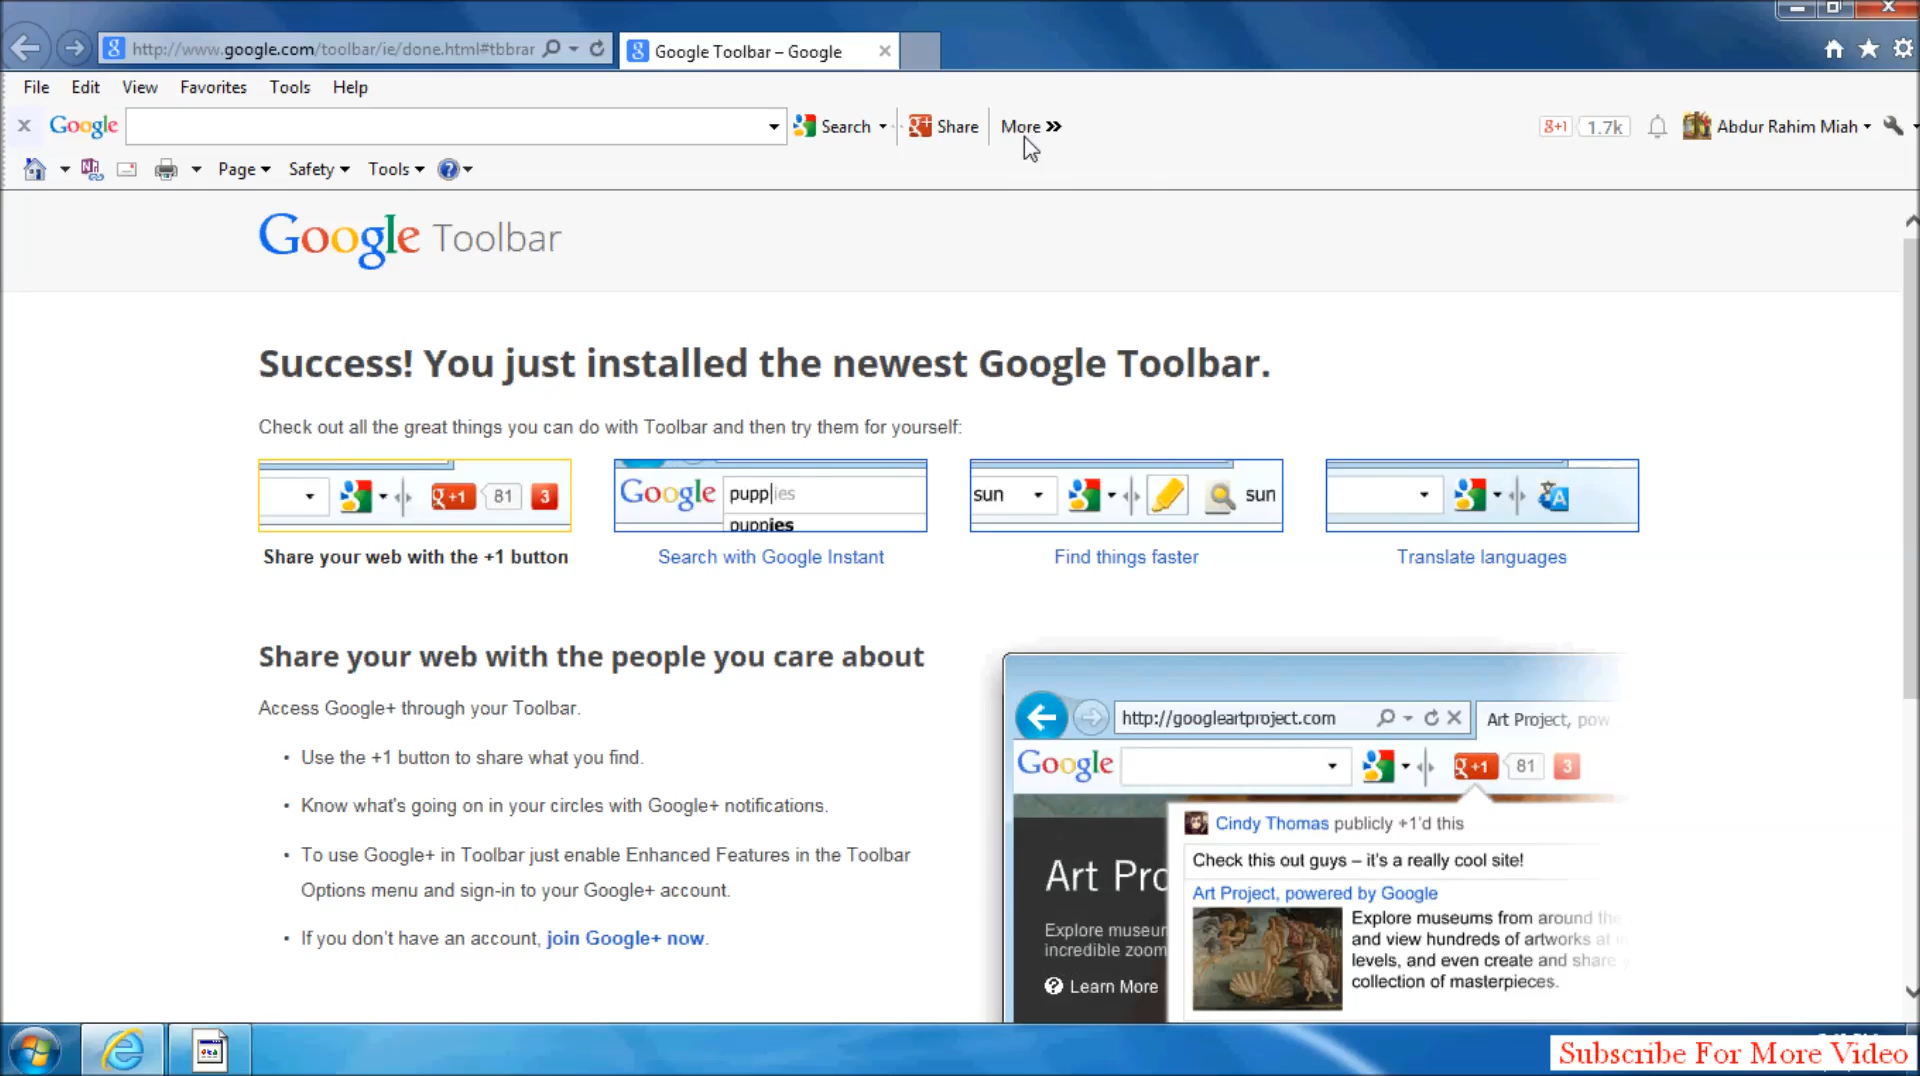 http://www.google.com/toolbar/ie/done.html#tbbrar
Google Toolbar – Google
File Edit View Favorites Tools Help
Google Search Share More g+1 1.7k Abdur Rahim Miah
Page Safety Tools
Google Toolbar
Success! You just installed the newest Google Toolbar.
Check out all the great things you can do with Toolbar and then try them for yourself:
g+1 81 3
Google puppies
puppies
sun sun
Share your web with the +1 button
Search with Google Instant
Find things faster
Translate languages
Share your web with the people you care about
Access Google+ through your Toolbar.
• Use the +1 button to share what you find.
• Know what's going on in your circles with Google+ notifications.
• To use Google+ in Toolbar just enable Enhanced Features in the Toolbar
Options menu and sign-in to your Google+ account.
• If you don't have an account, join Google+ now.
http://googleartproject.com
Art Project, pow
Google g+1 81 3
Cindy Thomas publicly +1'd this
Check this out guys – it's a really cool site!
Art Project, powered by Google
Explore museums from around the
and view hundreds of artworks at
levels, and even create and share
collection of masterpieces.
Art Pro
Explore museum
incredible zoom
Learn More
Subscribe For More Video